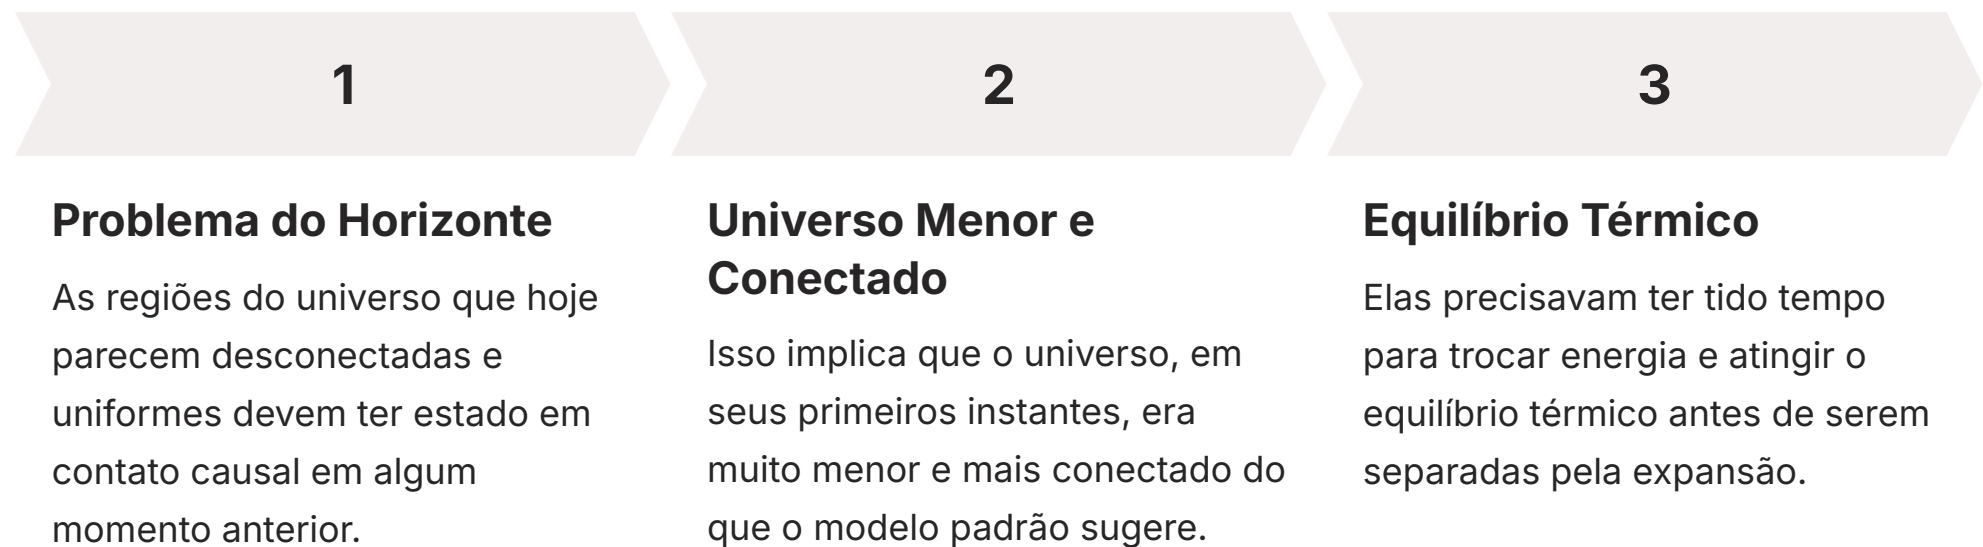 1
Problema do Horizonte
As regiões do universo que hoje
parecem desconectadas e
uniformes devem ter estado em
contato causal em algum
momento anterior.
2
Universo Menor e
Conectado
Isso implica que o universo, em
seus primeiros instantes, era
muito menor e mais conectado do
que o modelo padrão sugere.
3
Equilíbrio Térmico
Elas precisavam ter tido tempo
para trocar energia e atingir o
equilíbrio térmico antes de serem
separadas pela expansão.